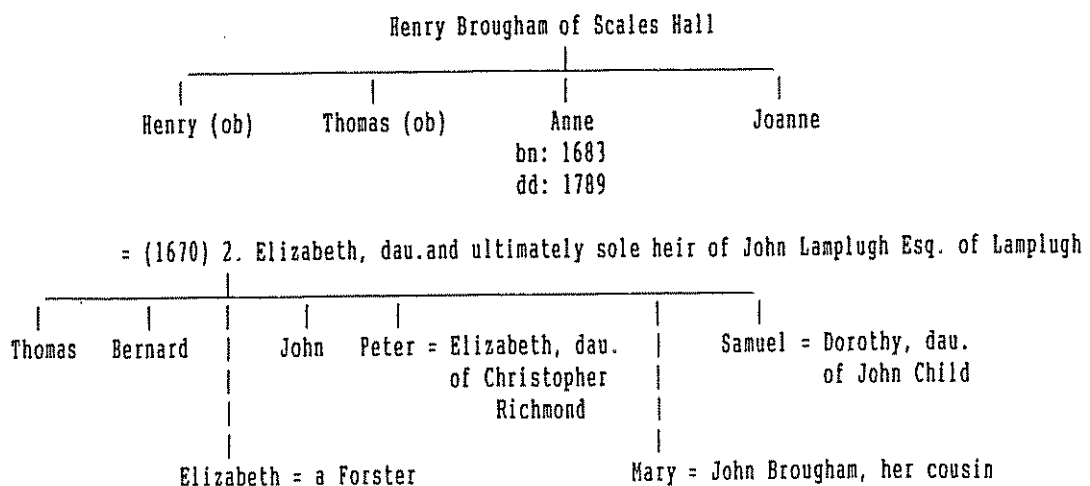 Henry Brougham of Scales Hall
Henry (ob) Thomas (ob) Anne Joanne
bn: 1683
dd: 1789
= (1670) 2. Elizabeth, dau.and ultimately sole heir of John Lamplugh Esq. of Lamplugh
Thomas Bernard John Peter = Elizabeth, dau. Samuel = Dorothy, dau.
of Christopher of John Child
Richmond
Elizabeth = a Forster Mary = John Brougham, her cousin